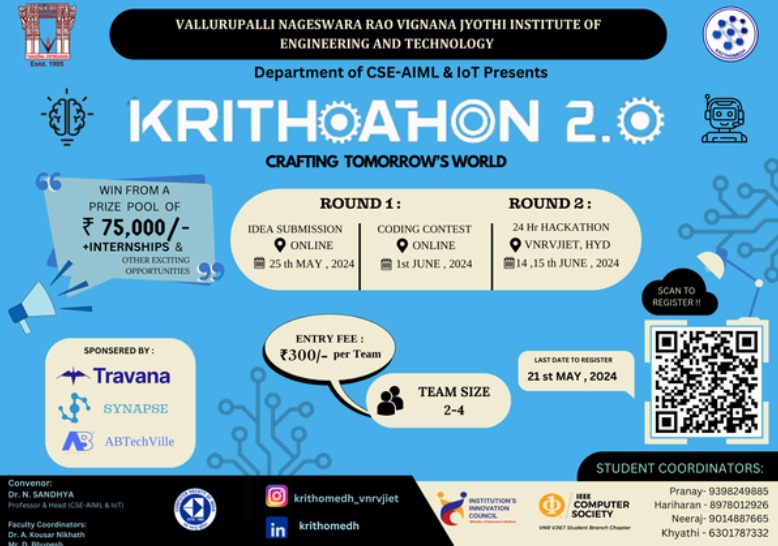 VALLURUPALLI NAGESWARA RAO VIGNANA JYOTHI INSTITUTE OF
ENGINEERING AND TECHNOLOGY
Estd. 1995
KRITHOMEDH
Department of CSE-AIML & IoT Presents
KRITHOATHON 2.0
CRAFTING TOMORROW'S WORLD
WIN FROM A
PRIZE POOL OF
₹ 75,000/-
+INTERNSHIPS &
OTHER EXCITING
OPPORTUNITIES
ROUND 1 :
IDEA SUBMISSION
ONLINE
25 th MAY , 2024
CODING CONTEST
ONLINE
1st JUNE , 2024
ROUND 2 :
24 Hr HACKATHON
VNRVJIET, HYD
14 ,15 th JUNE , 2024
SCAN TO
REGISTER !!
SPONSERED BY :
Travana
SYNAPSE
ABTechVille
ENTRY FEE :
₹300/- per Team
TEAM SIZE
2-4
LAST DATE TO REGISTER
21 st MAY , 2024
STUDENT COORDINATORS:
Pranay- 9398249885
Hariharan - 8978012926
Neeraj- 9014887665
Khyathi - 6301787332
Convenor:
Dr. N. SANDHYA
Professor & Head (CSE-AIML & IoT)
Faculty Coordinators:
Dr. A. Kousar Nikhath
Mr. D. Bhupesh
krithomedh_vnrvjiet
krithomedh
INSTITUTION'S
INNOVATION
COUNCIL
IEEE
COMPUTER
SOCIETY
VNR VJIET Student Branch Chapter